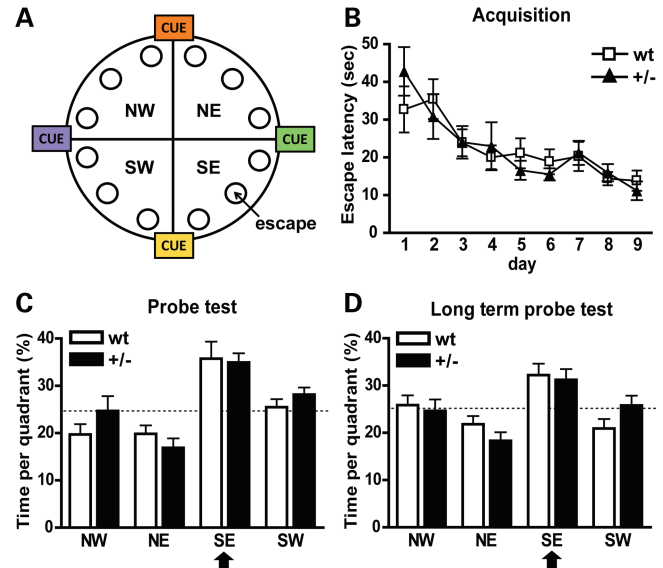 A
CUE
NW
NE
CUE
CUE
SW
SE
escape
CUE
B
Acquisition
Escape latency (sec)
50
40
30
20
10
0
wt
+/-
1 2 3 4 5 6 7 8 9
day
C
Probe test
Time per quadrant (%)
40
30
20
10
0
wt
+/-
NW NE SE SW
D
Long term probe test
Time per quadrant (%)
40
30
20
10
0
wt
+/-
NW NE SE SW